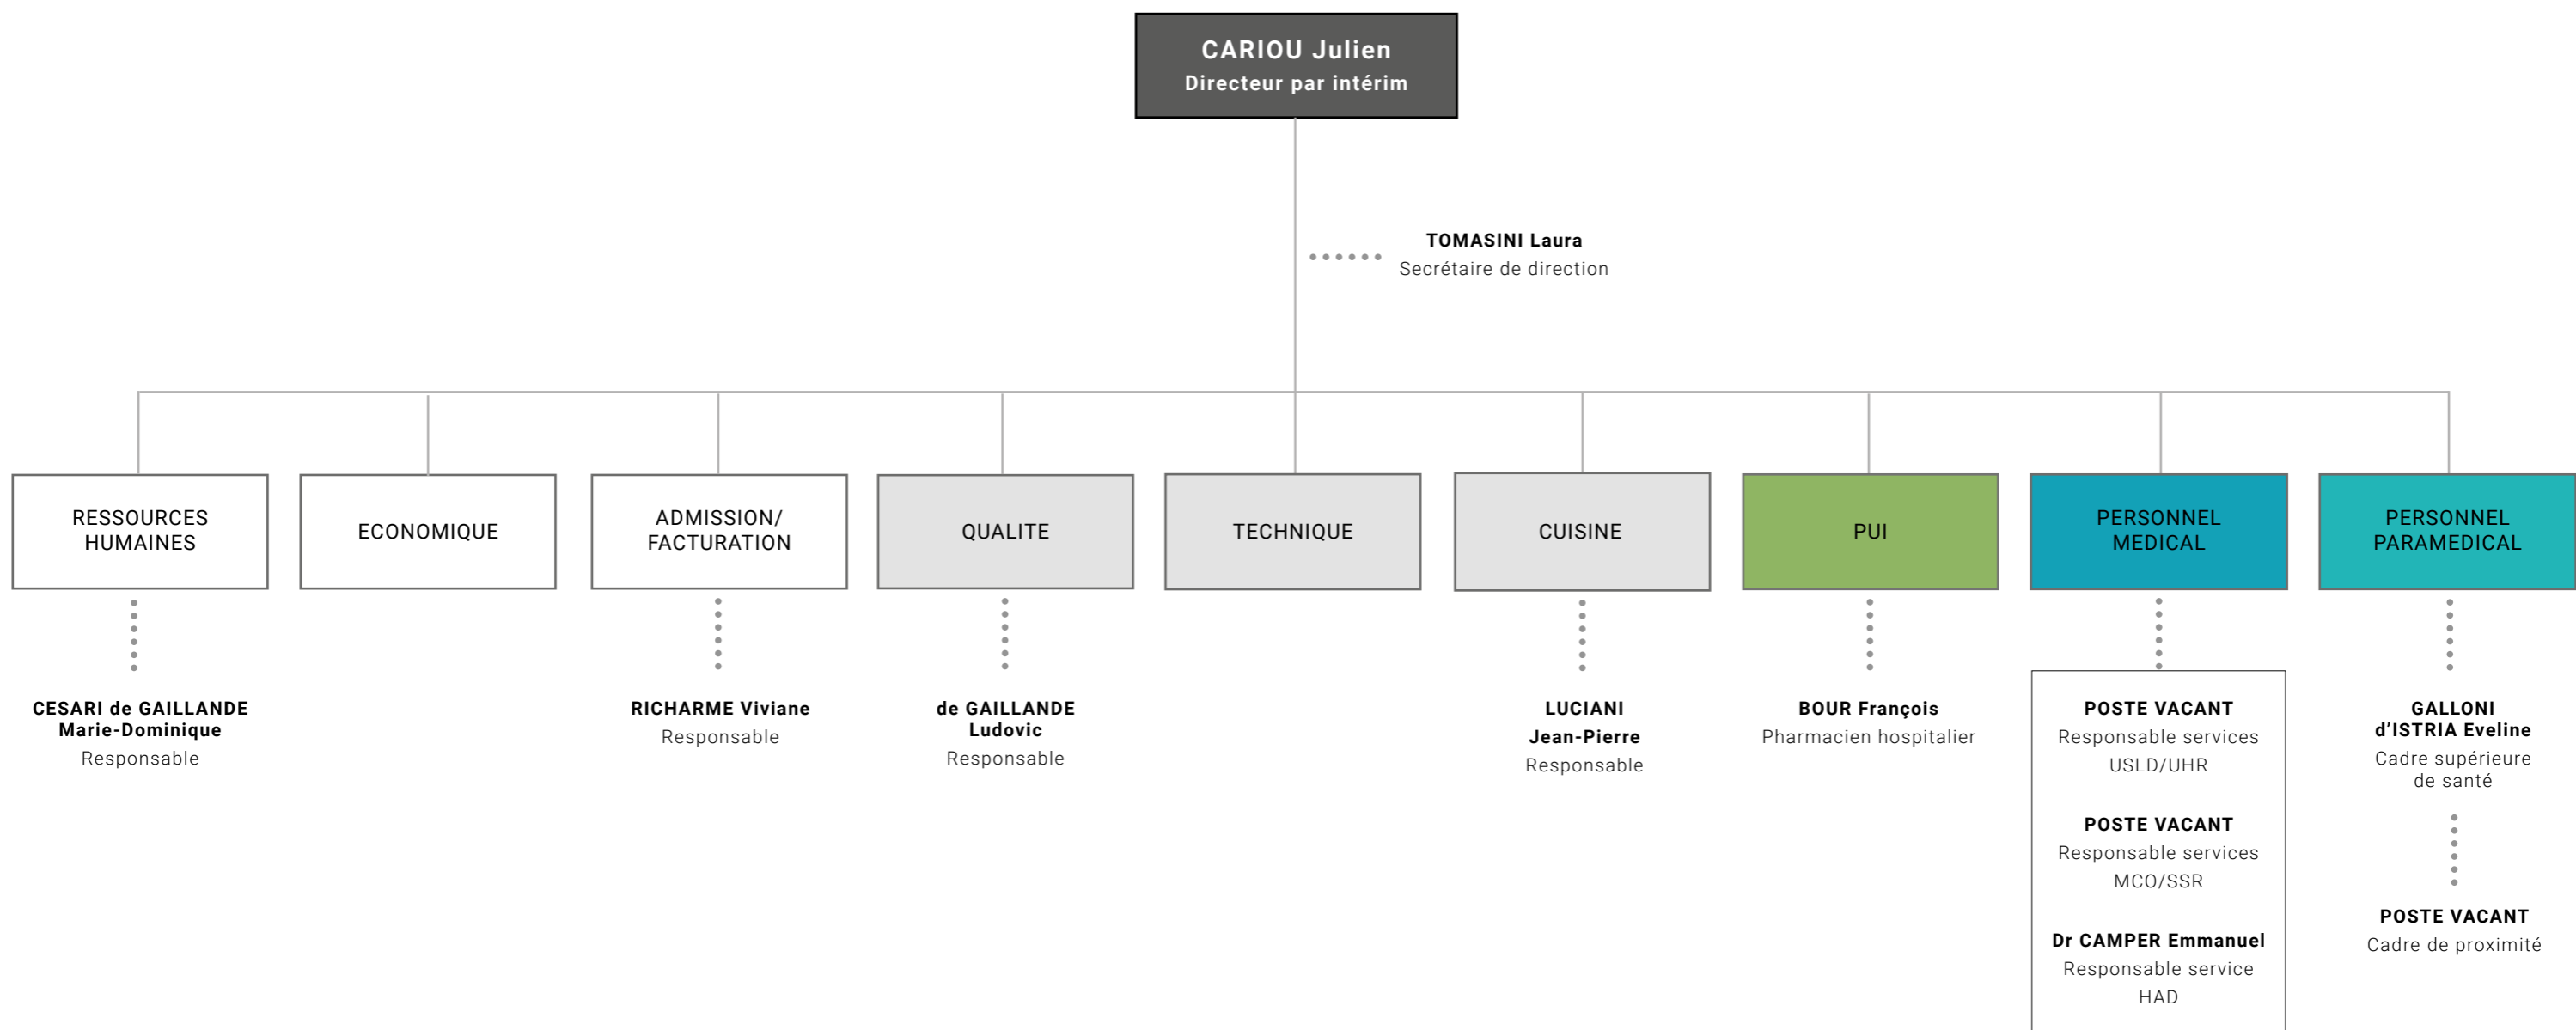 CARIOU Julien
Directeur par intérim
TOMASINI Laura
Secrétaire de direction
RESSOURCES
HUMAINES
ECONOMIQUE
ADMISSION/
FACTURATION
QUALITE
TECHNIQUE
CUISINE
PUI
PERSONNEL
MEDICAL
PERSONNEL
PARAMEDICAL
CESARI de GAILLANDE
Marie-Dominique
Responsable
RICHARME Viviane
Responsable
de GAILLANDE
Ludovic
Responsable
LUCIANI
Jean-Pierre
Responsable
BOUR François
Pharmacien hospitalier
POSTE VACANT
Responsable services
USLD/UHR
POSTE VACANT
Responsable services
MCO/SSR
Dr CAMPER Emmanuel
Responsable service
HAD
GALLONI
d’ISTRIA Eveline
Cadre supérieure
de santé
POSTE VACANT
Cadre de proximité